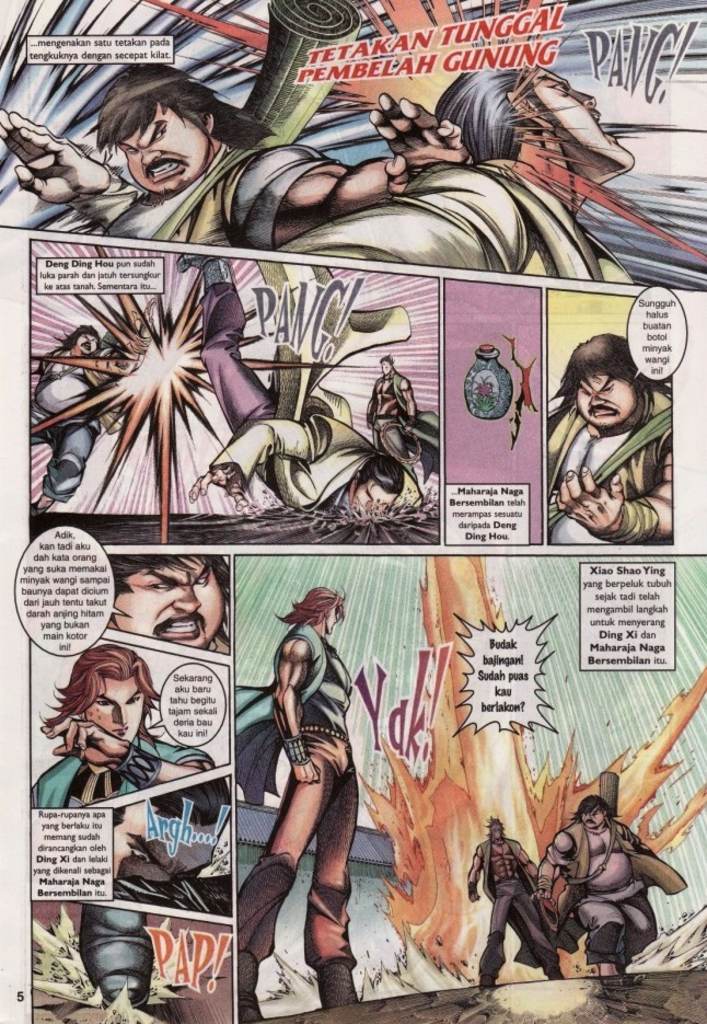 ...mengenakan satu tetakan pada
tengkuknya dengan secepat kilat.
TETAKAN TUNGGAL
PEMBELAH GUNUNG
PANG!
Deng Ding Hou pun sudah
luka parah dan jatuh tersungkur
ke atas tanah. Sementara itu...
PANG!
...Maharaja Naga
Bersembilan telah
merampas sesuatu
daripada Deng
Ding Hou.
Sungguh
halus
buatan
botol
minyak
wangi
ini!
Adik,
kan tadi aku
dah kata orang
yang suka memakai
minyak wangi sampai
baunya dapat dicium
dari jauh tentu takut
darah anjing hitam
yang bukan
main kotor
ini!
Sekarang
aku baru
tahu begitu
tajam sekali
deria bau
kau ini!
Rupa-rupanya apa
yang berlaku itu
memang sudah
dirancangkan oleh
Ding Xi dan lelaki
yang dikenali sebagai
Maharaja Naga
Bersembilan itu.
Argh....!
PAP!
Xiao Shao Ying
yang berpeluk tubuh
sejak tadi telah
mengambil langkah
untuk menyerang
Ding Xi dan
Maharaja Naga
Bersembilan itu.
Budak
bajingan!
Sudah puas
kau
berlakon?
Yak!
5